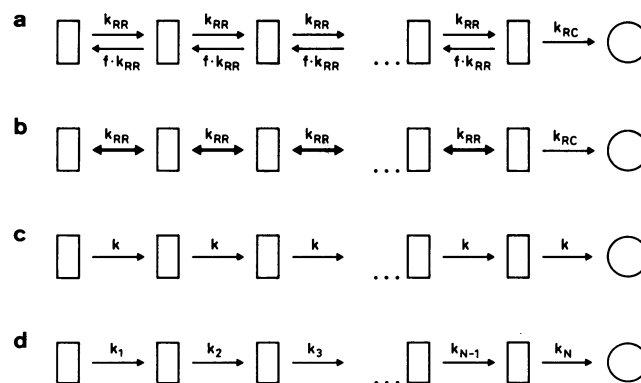 a
k_RR k_RR k_RR k_RR k_RC
f·k_RR f·k_RR f·k_RR ... f·k_RR
b
k_RR k_RR k_RR ... k_RR k_RC
c
k k k ... k k
d
k_1 k_2 k_3 ... k_N-1 k_N